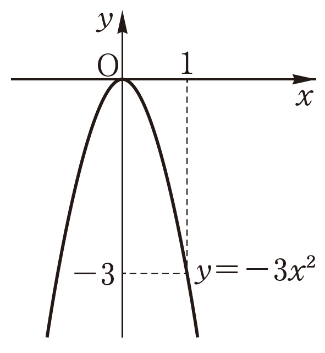 y
O 1
x
−3 y=−3x²